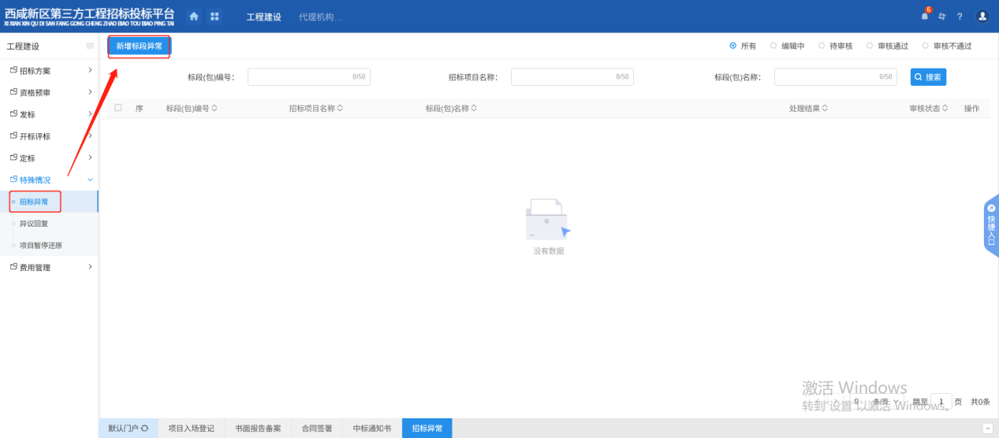 西咸新区第三方工程招标投标平台
XI XIAN XIN QU DI SAN FANG GONG CHENG ZHAO BIAO TOU BIAO PING TAI
工程建设 代理机构... 6 ?
工程建设
新增标段异常
所有 编辑中 待审核 审核通过 审核不通过
招标方案
资格预审
发标
开标评标
定标
特殊情况
招标异常
异议回复
项目暂停还原
费用管理
标段(包)编号： 0/50 招标项目名称： 0/50 标段(包)名称： 0/50 搜索
序 标段(包)编号 招标项目名称 标段(包)名称 处理结果 审核状态 操作
没有数据
快捷入口
激活 Windows
转到"设置"以激活 Windows。
条/页 跳至 1 页 共0条
默认门户 项目入场登记 书面报告备案 合同签署 中标通知书 招标异常